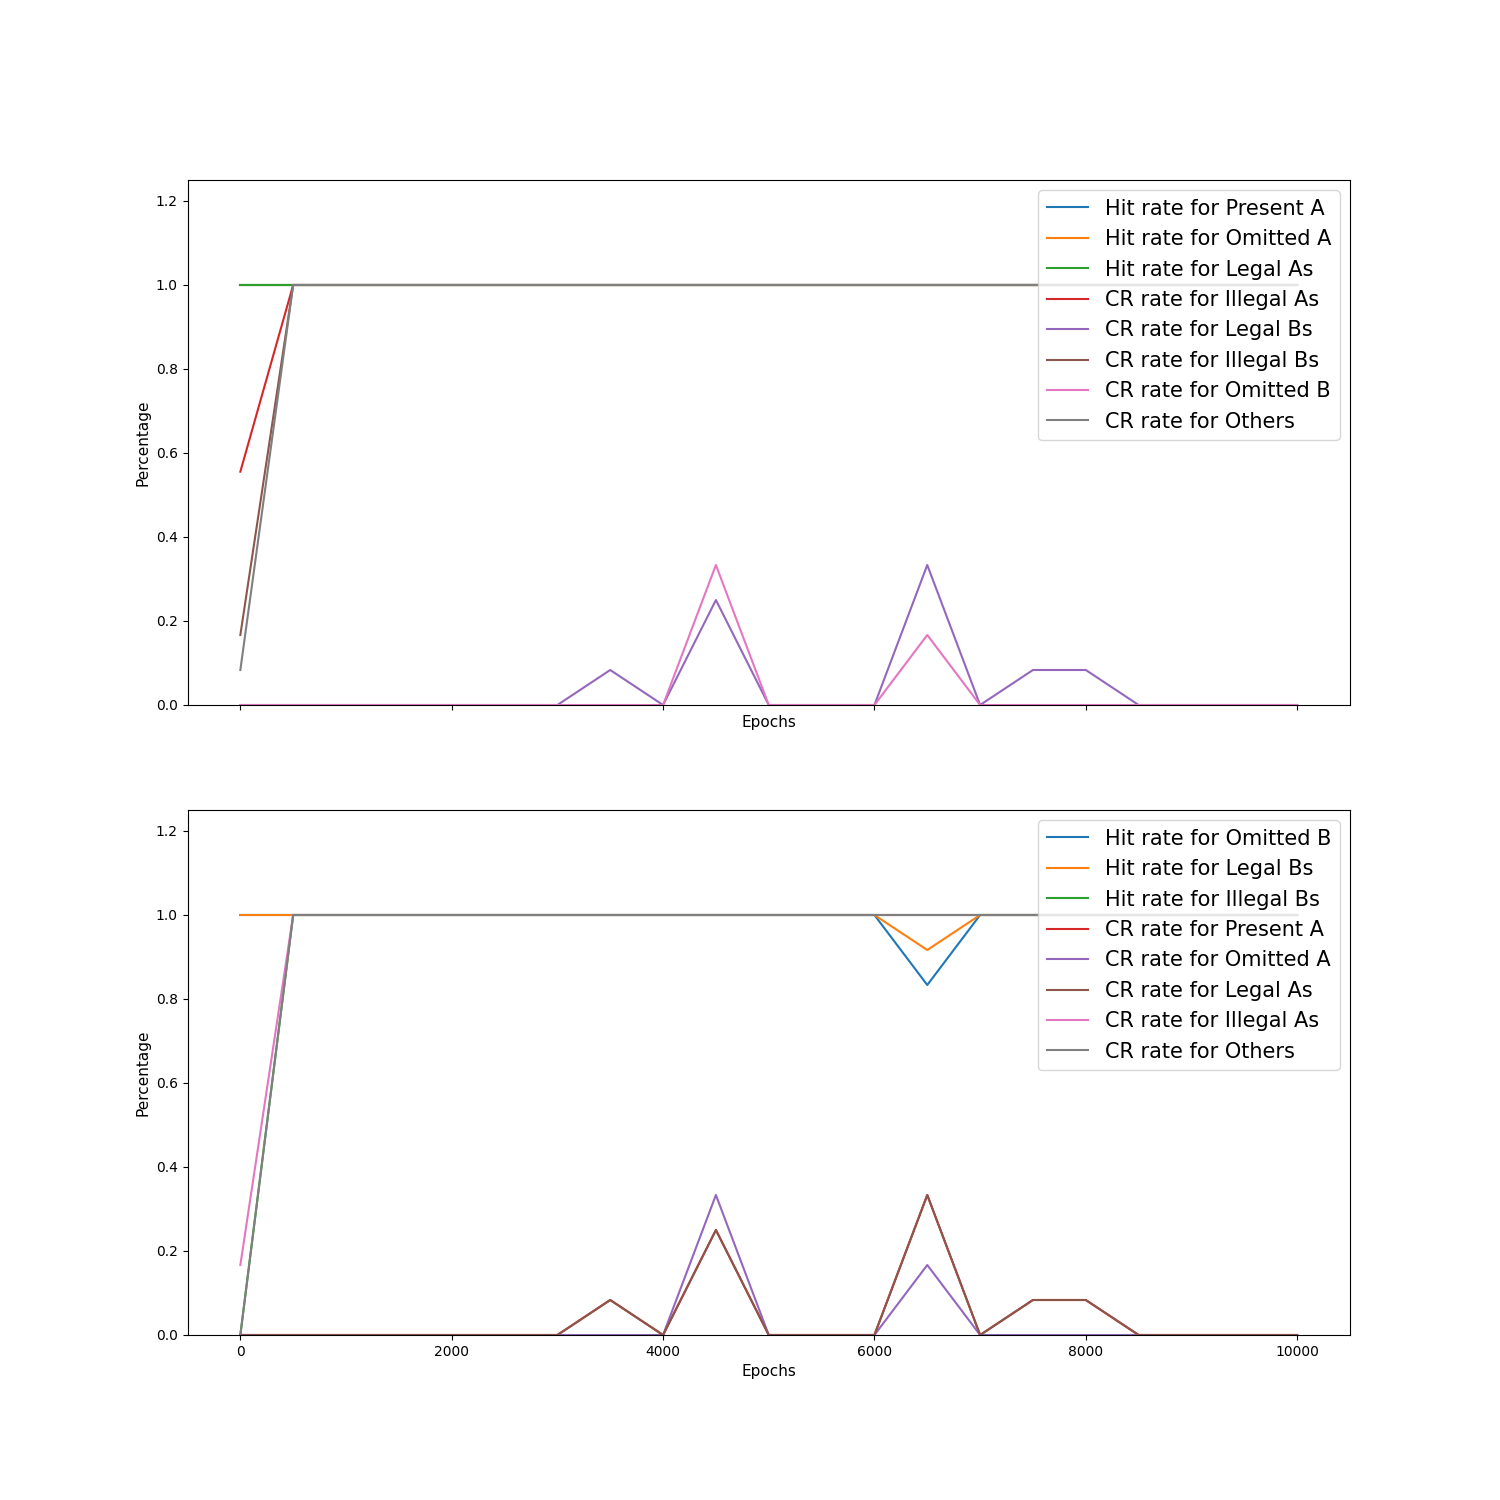 1.2
1.0
0.8
0.6
0.4
0.2
0.0
Percentage
Epochs
Hit rate for Present A
Hit rate for Omitted A
Hit rate for Legal As
CR rate for Illegal As
CR rate for Legal Bs
CR rate for Illegal Bs
CR rate for Omitted B
CR rate for Others
1.2
1.0
0.8
0.6
0.4
0.2
0.0
Percentage
0 2000 4000 6000 8000 10000
Epochs
Hit rate for Omitted B
Hit rate for Legal Bs
Hit rate for Illegal Bs
CR rate for Present A
CR rate for Omitted A
CR rate for Legal As
CR rate for Illegal As
CR rate for Others